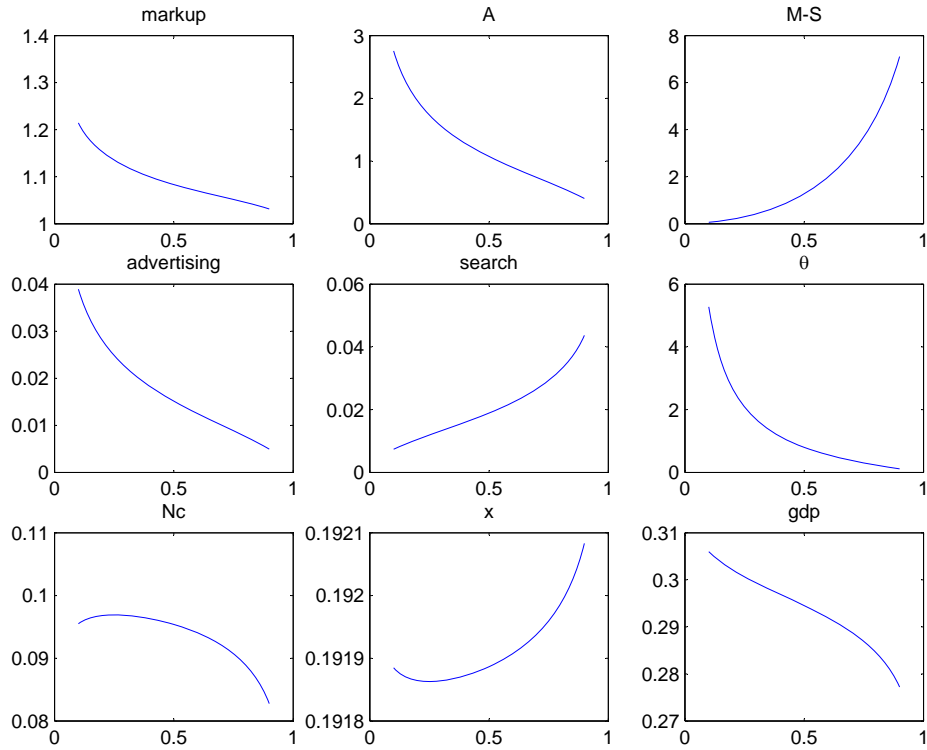 markup
A
M-S
1.4
1.3
1.2
1.1
1
0 0.5 1
3
2
1
0
0 0.5 1
8
6
4
2
0
0 0.5 1
advertising
search
θ
0.04
0.03
0.02
0.01
0
0 0.5 1
0.06
0.04
0.02
0
0 0.5 1
6
4
2
0
0 0.5 1
Nc
x
gdp
0.11
0.1
0.09
0.08
0 0.5 1
0.1921
0.192
0.1919
0.1918
0 0.5 1
0.31
0.3
0.29
0.28
0.27
0 0.5 1